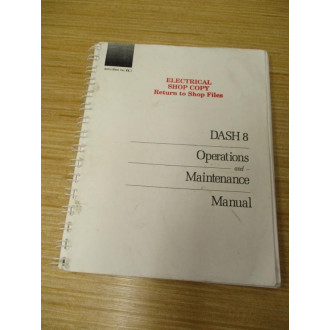 ELECTRICAL
SHOP COPY
Return to Shop Files
DASH 8
Operations
and
Maintenance
Manual